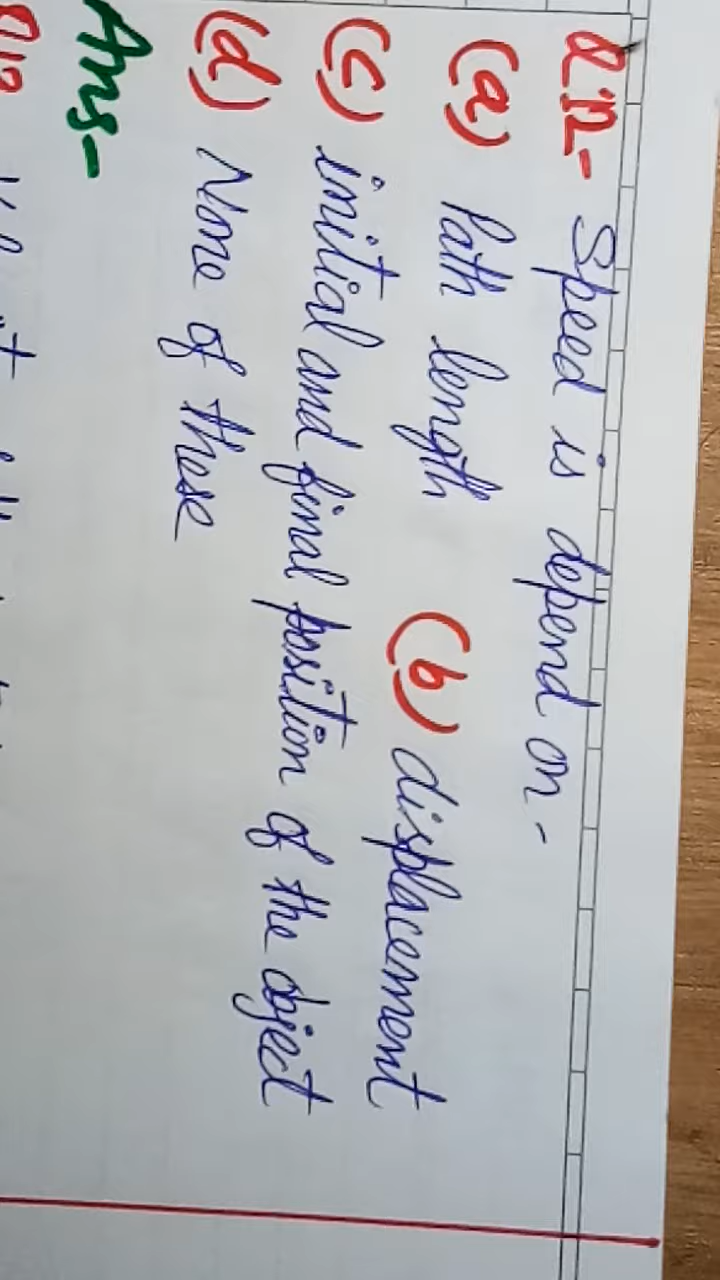 Q.12- Speed is depend on-
(a) Path length (b) displacement
(c) initial and final position of the object
(d) None of these
Ans-